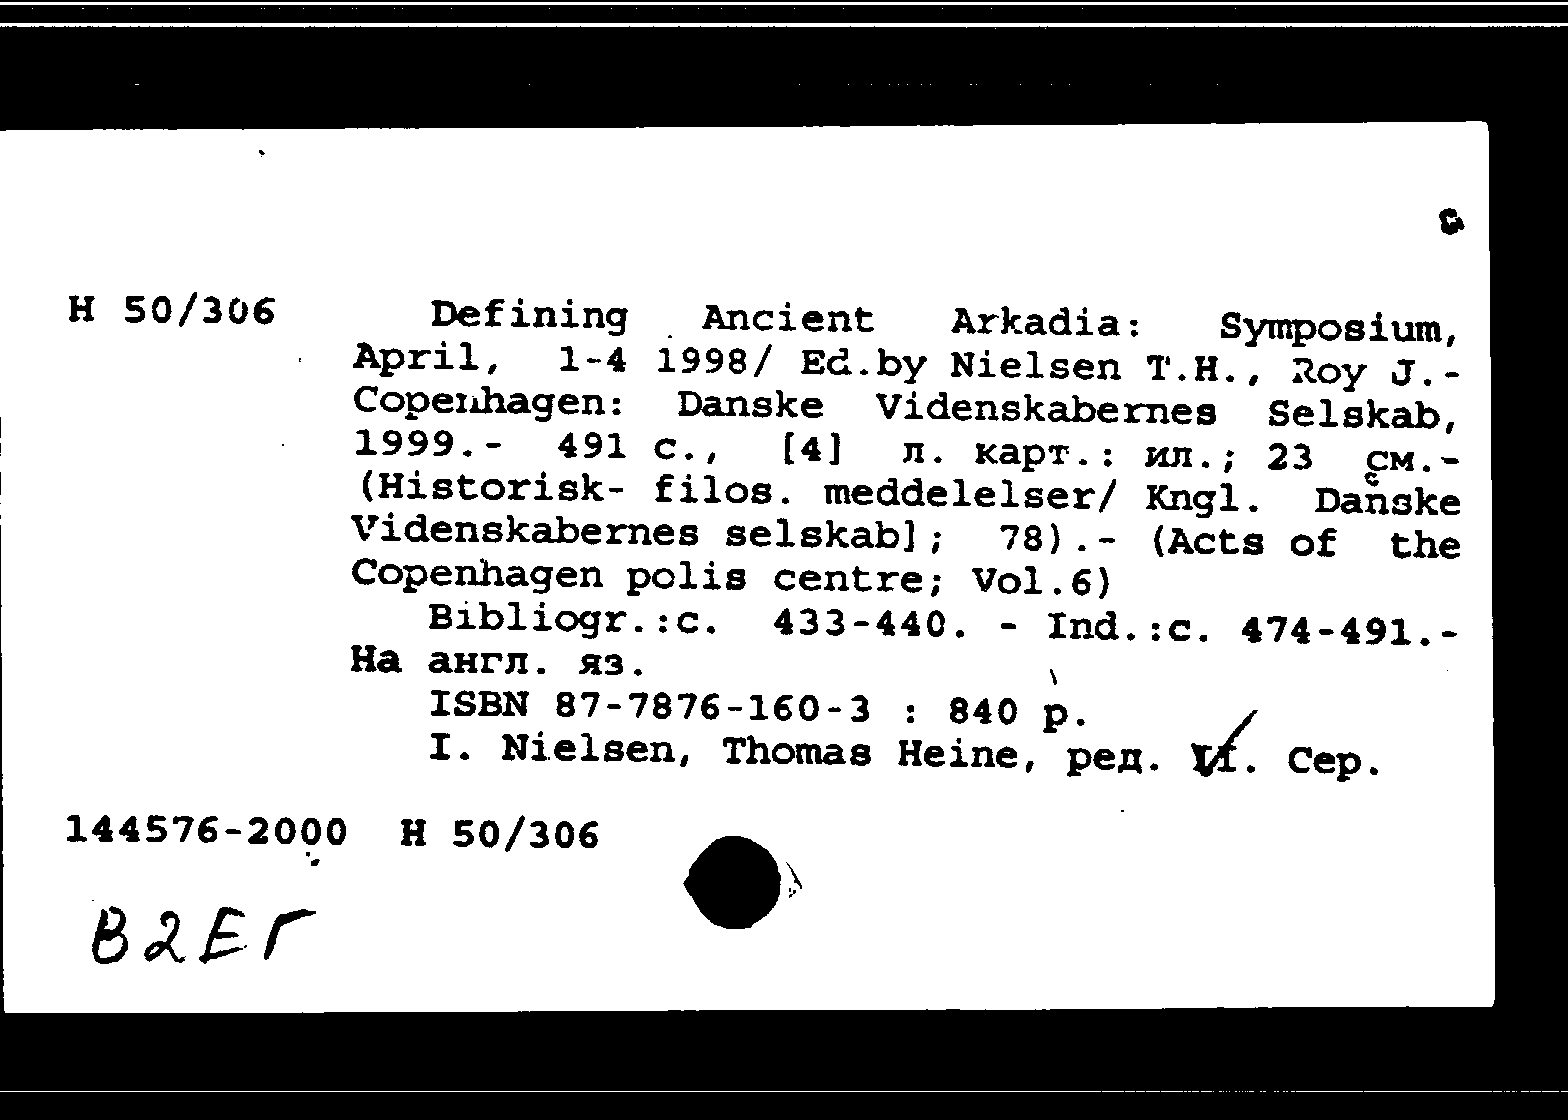 H 50/306 Defining Ancient Arkadia: Symposium,
April, 1-4 1998/ Ed.by Nielsen T.H., Roy J.-
Copenhagen: Danske Videnskabernes Selskab,
1999.- 491 с., [4] л. карт.: ил.; 23 см.-
(Historisk- filos. meddelelser/ Kngl. Danske
Videnskabernes selskab]; 78).- (Acts of the
Copenhagen polis centre; Vol.6)
Bibliogr.:с. 433-440. - Ind.:с. 474-491.-
На англ. яз.
ISBN 87-7876-160-3 : 840 р.
I. Nielsen, Thomas Heine, ред. II. Сер.
144576-2000 H 50/306
В2ЕГ